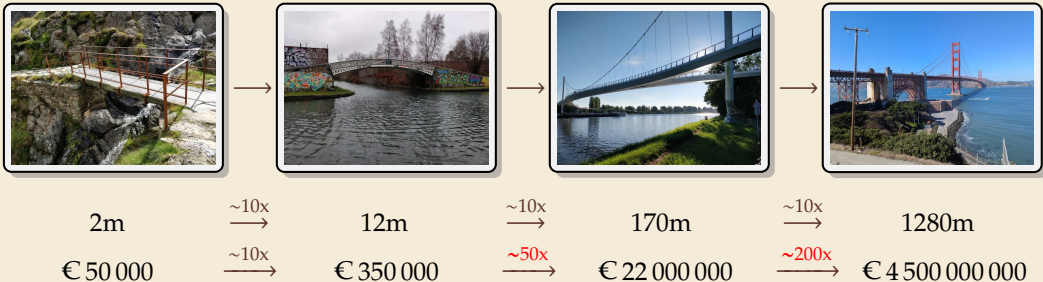 ~10x ~10x ~10x
2m 12m 170m 1280m
~10x ~50x ~200x
€ 50 000 € 350 000 € 22 000 000 € 4 500 000 000